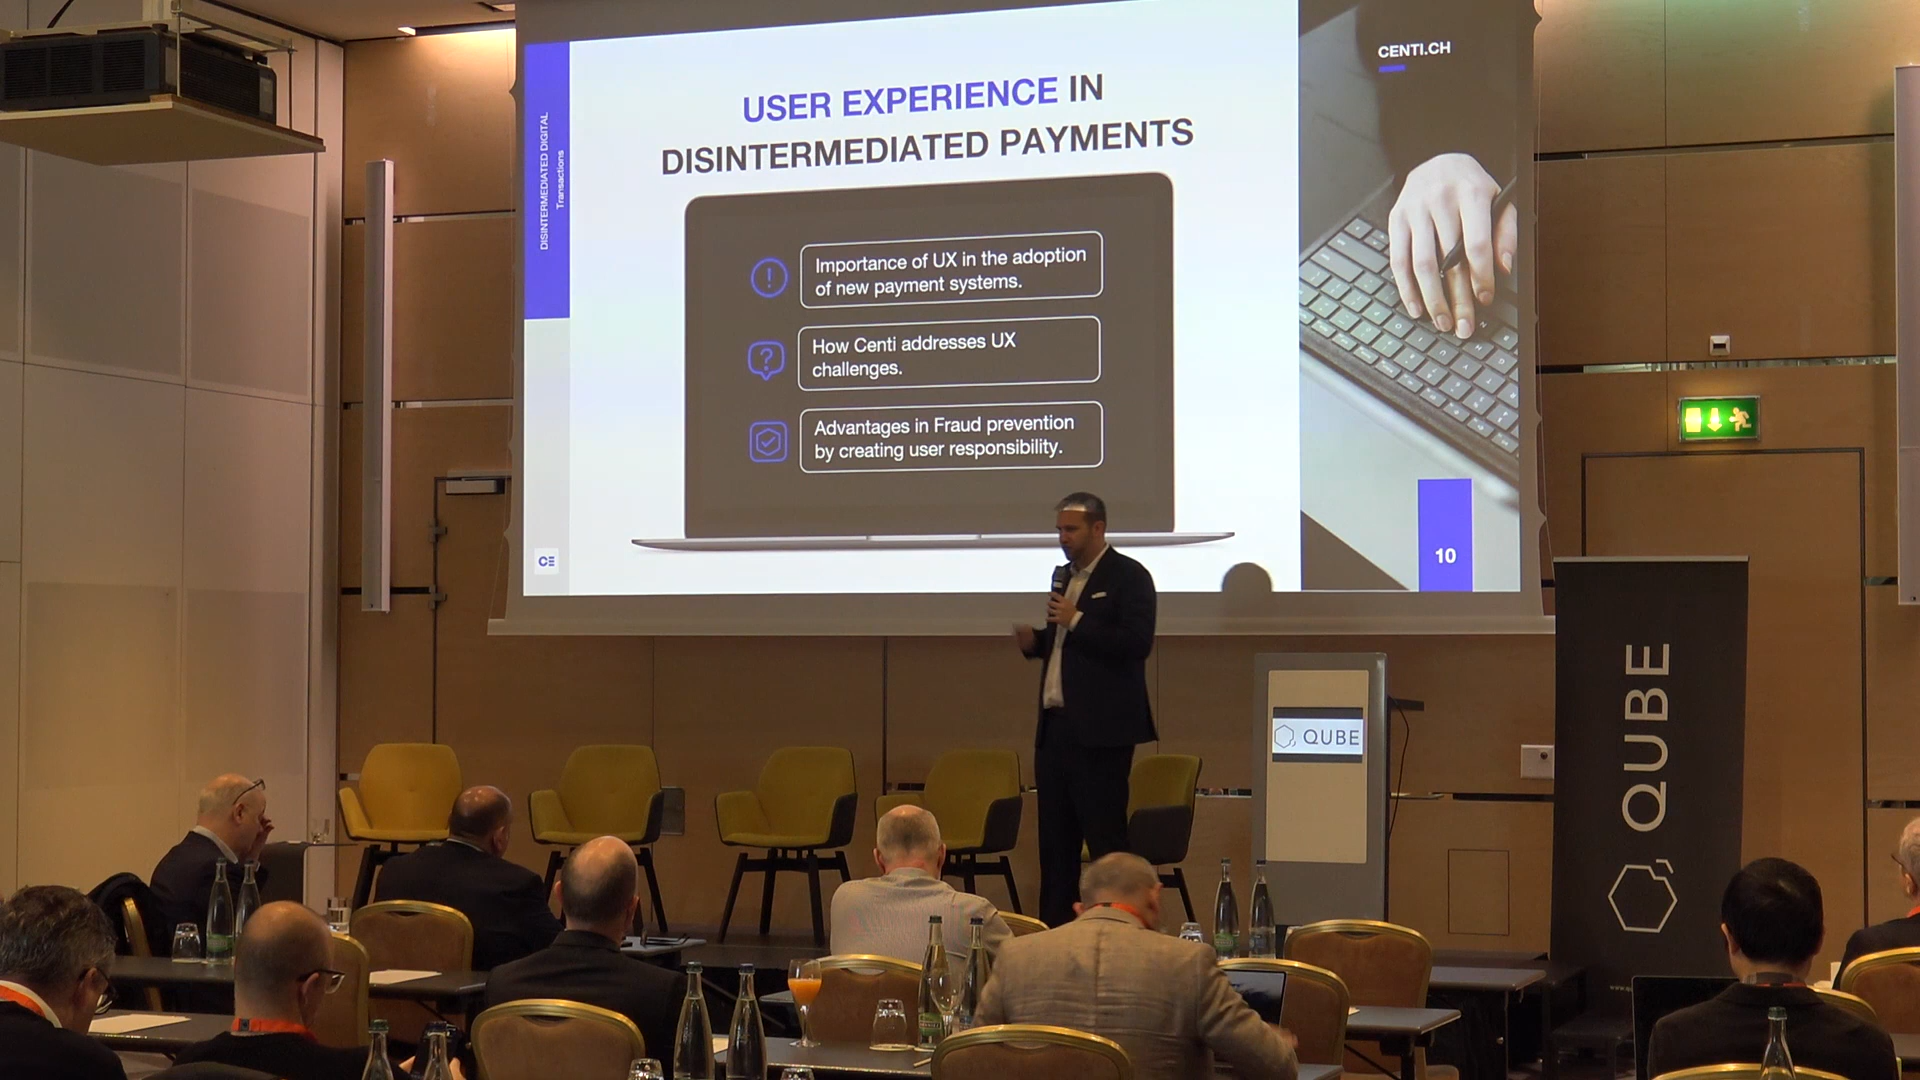 DISINTERMEDIATED DIGITAL
Transactions
CENTI.CH
USER EXPERIENCE IN
DISINTERMEDIATED PAYMENTS
Importance of UX in the adoption
of new payment systems.
How Centi addresses UX
challenges.
Advantages in Fraud prevention
by creating user responsibility.
CE
10
QUBE
QUBE